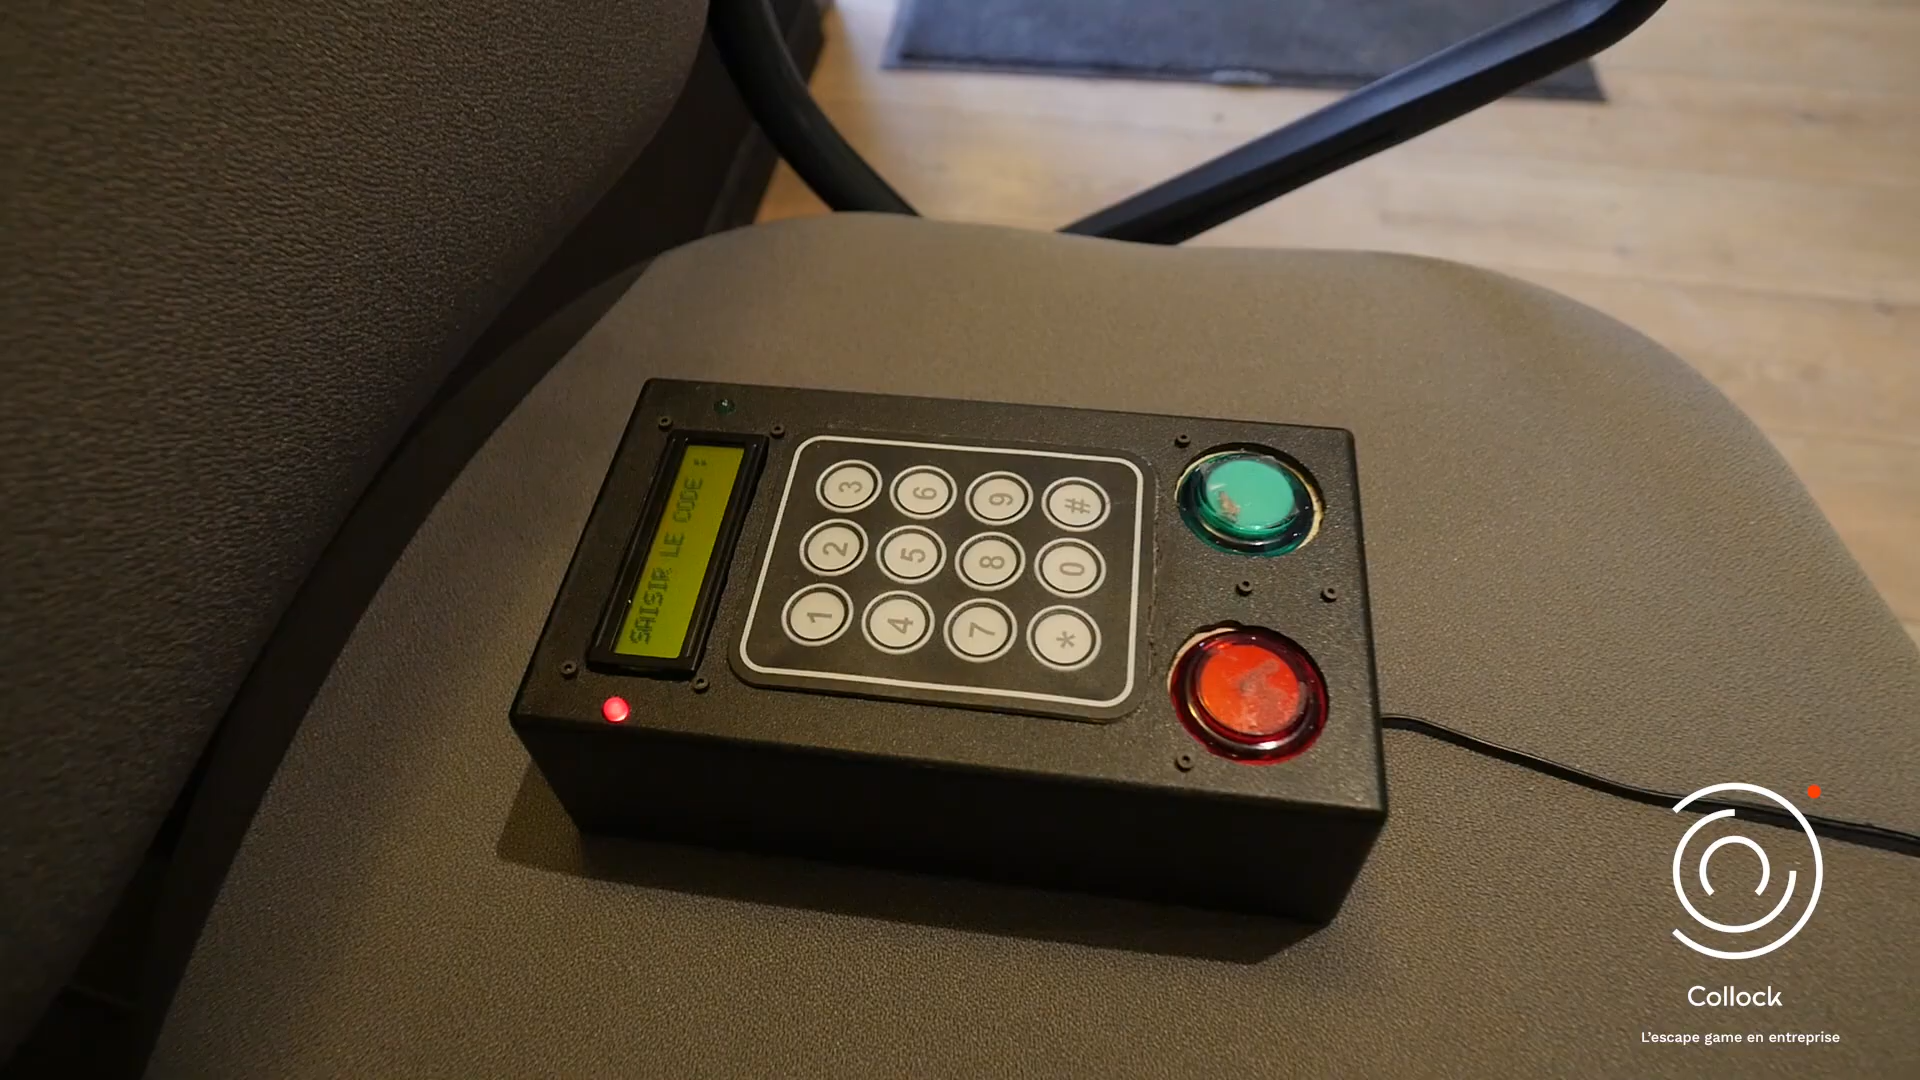 SAISIR LE CODE :
1 2 3
4 5 6
7 8 9
* 0 #
Collock
L'escape game en entreprise